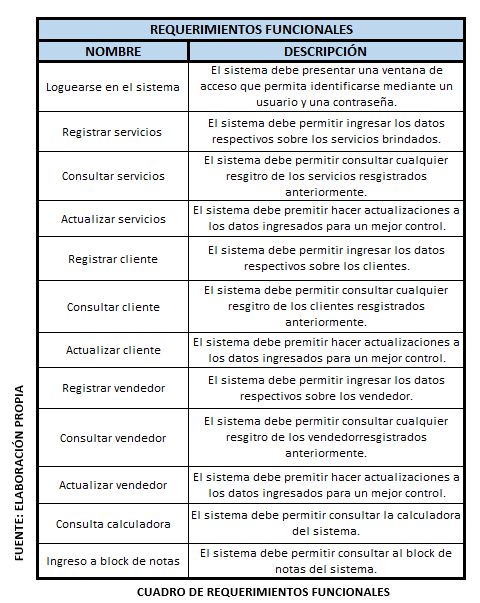 REQUERIMIENTOS FUNCIONALES
NOMBRE
DESCRIPCIÓN
Loguearse en el sistema
El sistema debe presentar una ventana de
acceso que permita identificarse mediante un
usuario y una contraseña.
Registrar servicios
El sistema debe permitir ingresar los datos
respectivos sobre los servicios brindados.
Consultar servicios
El sistema debe permitir consultar cualquier
resgitro de los servicios resgistrados
anteriormente.
Actualizar servicios
El sistema debe premitir hacer actualizaciones a
los datos ingresados para un mejor control.
Registrar cliente
El sistema debe permitir ingresar los datos
respectivos sobre los clientes.
Consultar cliente
El sistema debe permitir consultar cualquier
resgitro de los clientes resgistrados
anteriormente.
Actualizar cliente
El sistema debe premitir hacer actualizaciones a
los datos ingresados para un mejor control.
Registrar vendedor
El sistema debe permitir ingresar los datos
respectivos sobre los vendedor.
Consultar vendedor
El sistema debe permitir consultar cualquier
resgitro de los vendedorresgistrados
anteriormente.
Actualizar vendedor
El sistema debe premitir hacer actualizaciones a
los datos ingresados para un mejor control.
Consulta calculadora
El sistema debe permitir consultar la calculadora
del sistema.
Ingreso a block de notas
El sistema debe permitir consultar al block de
notas del sistema.
FUENTE: ELABORACIÓN PROPIA
CUADRO DE REQUERIMIENTOS FUNCIONALES